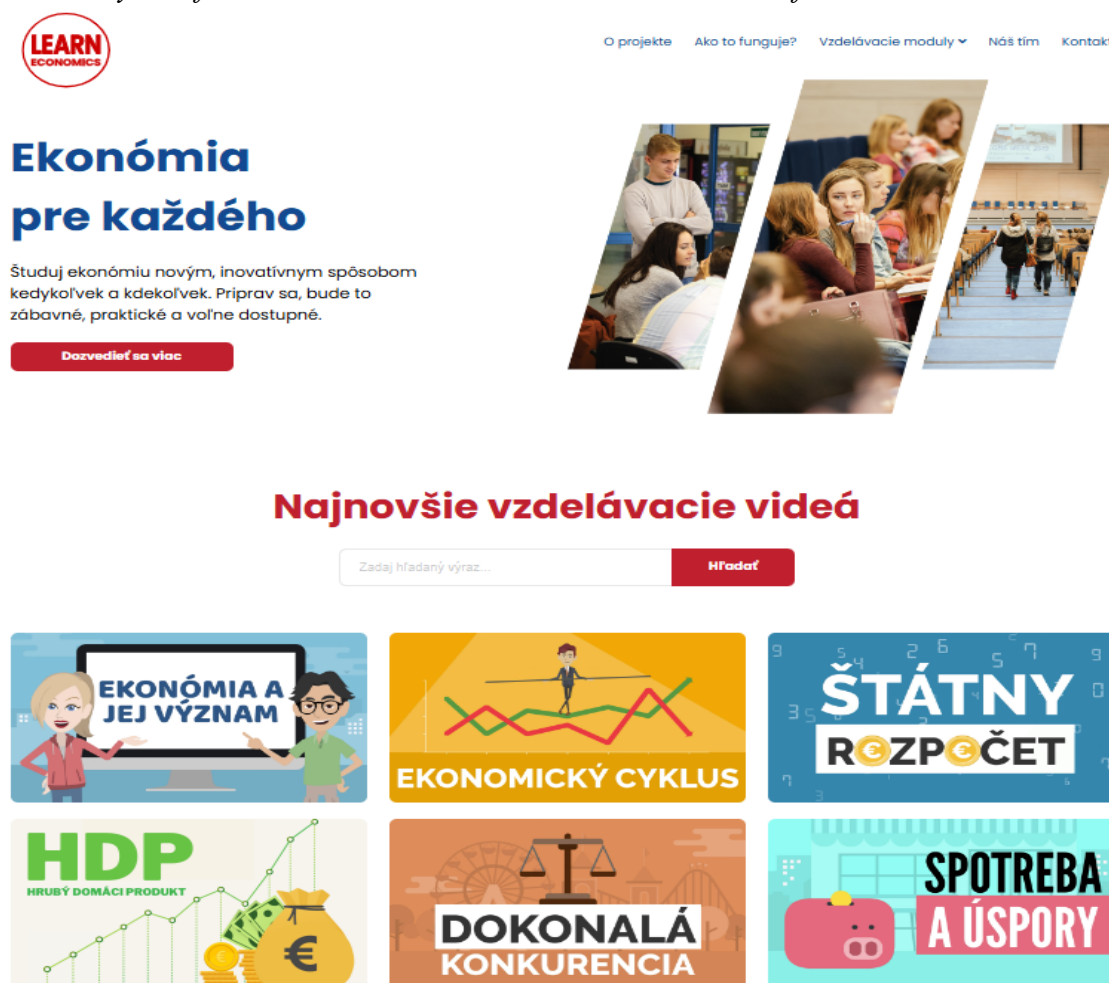 LEARN
ECONOMICS
O projekte Ako to funguje? Vzdelávacie moduly Náš tím Kontakt
Ekonómia
pre každého
Študuj ekonómiu novým, inovatívnym spôsobom
kedykoľvek a kdekoľvek. Priprav sa, bude to
zábavné, praktické a voľne dostupné.
Dozvedieť sa viac
Najnovšie vzdelávacie videá
Zadaj hľadaný výraz...
Hľadať
EKONÓMIA A
JEJ VÝZNAM
EKONOMICKÝ CYKLUS
ŠTÁTNY
ROZPOČET
HDP
HRUBÝ DOMÁCI PRODUKT
DOKONALÁ
KONKURENCIA
SPOTREBA
A ÚSPORY